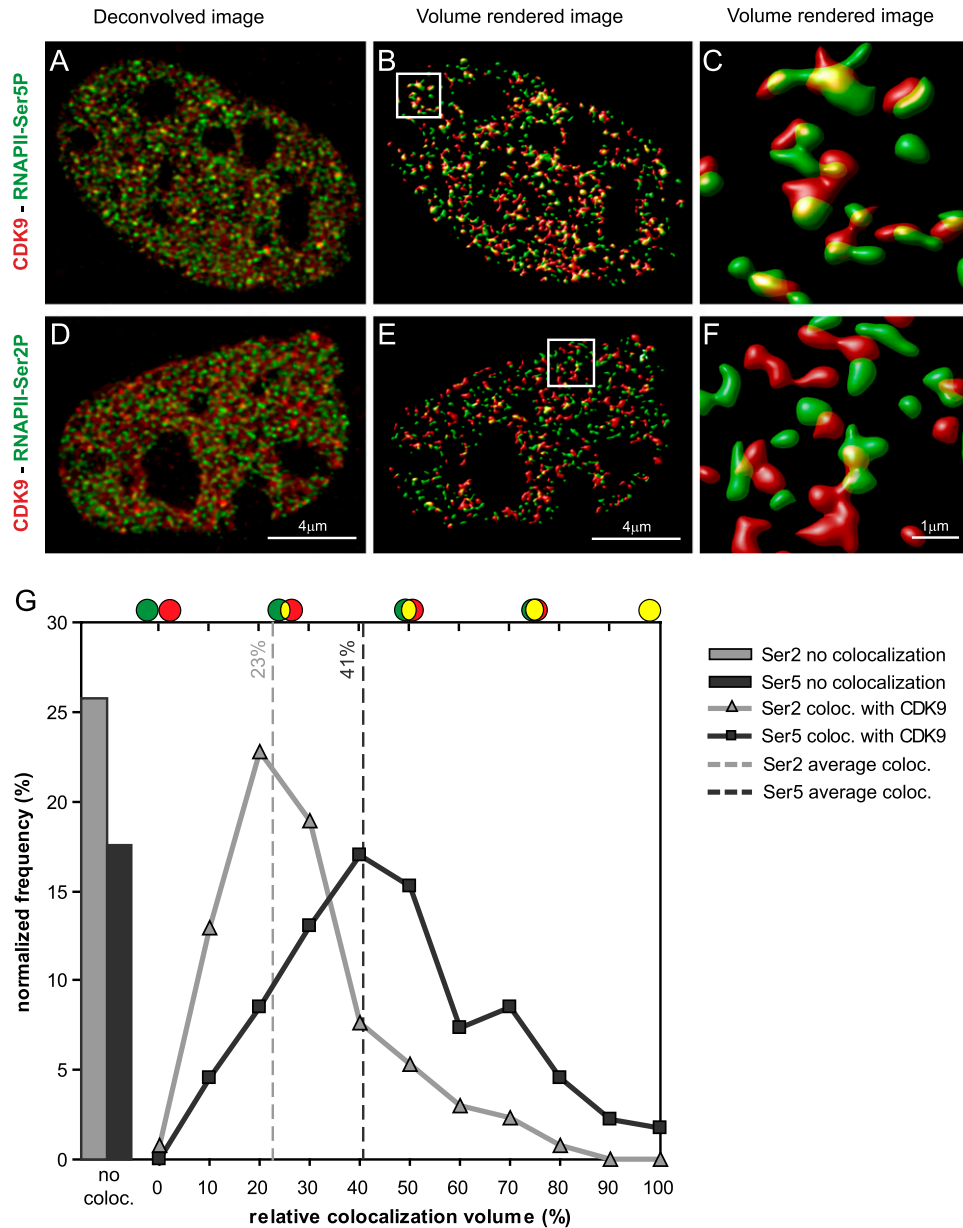 Deconvolved image
Volume rendered image
Volume rendered image
CDK9 - RNAPII-Ser5P
A
B
C
CDK9 - RNAPII-Ser2P
D
E
F
4μm
4μm
1μm
G
30
25
20
15
10
5
0
normalized frequency (%)
23%
41%
no
coloc.
0 10 20 30 40 50 60 70 80 90 100
relative colocalization volume (%)
Ser2 no colocalization
Ser5 no colocalization
Ser2 coloc. with CDK9
Ser5 coloc. with CDK9
Ser2 average coloc.
Ser5 average coloc.